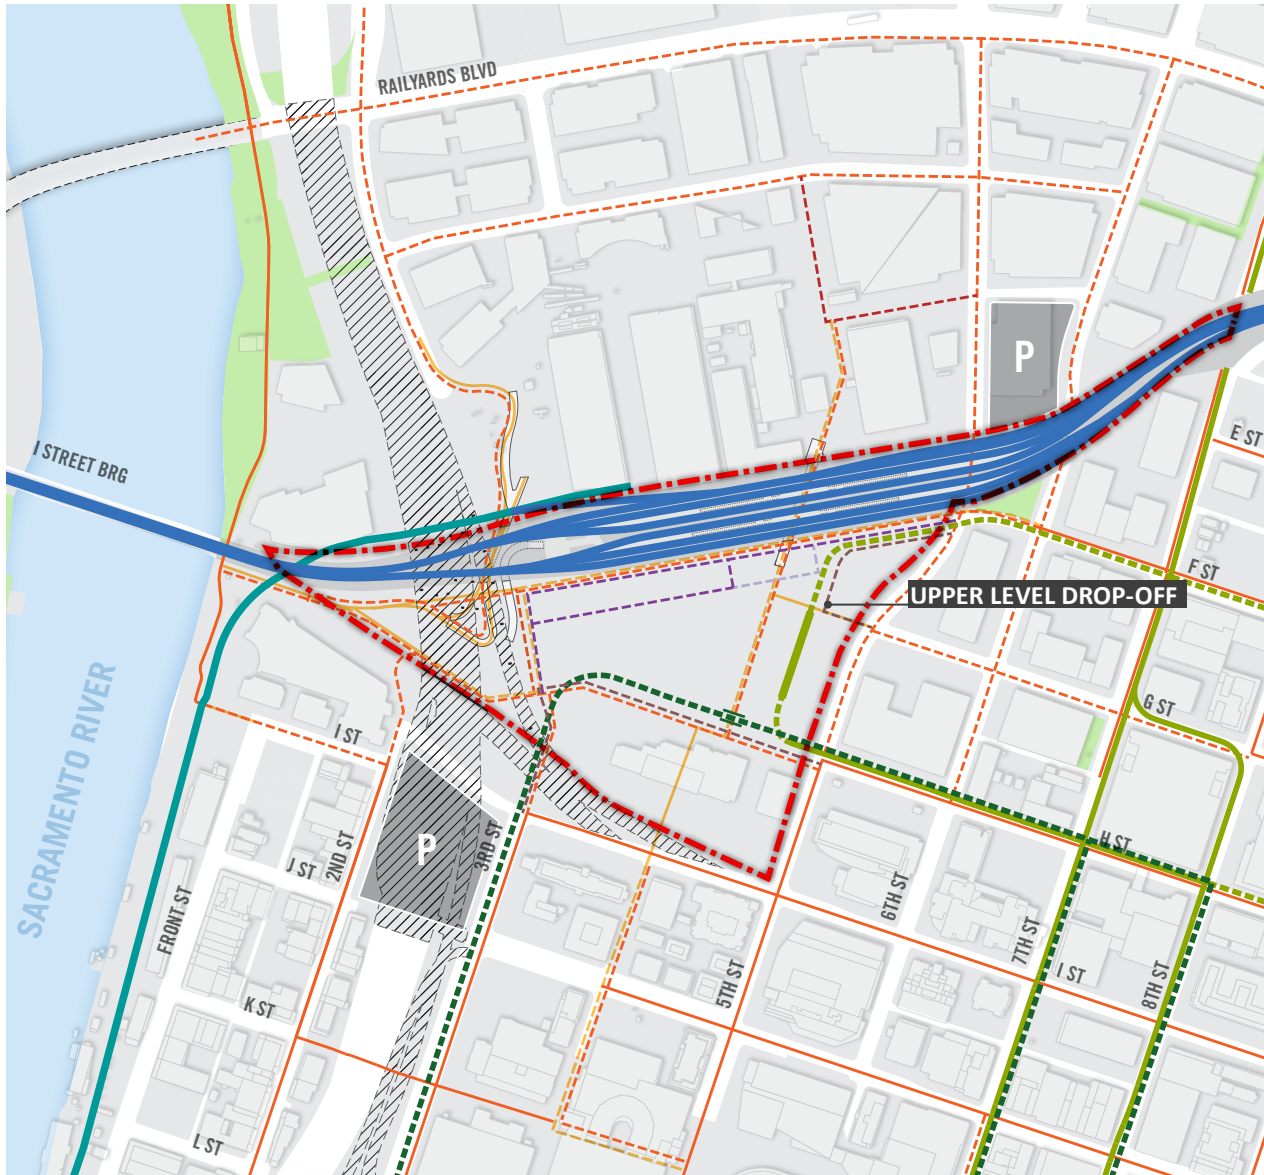 RAILYARDS BLVD
P
I STREET BRG
E ST
F ST
UPPER LEVEL DROP-OFF
G ST
SACRAMENTO RIVER
I ST
H ST
P
2ND ST
3RD ST
J ST
6TH ST
FRONT ST
7TH ST
5TH ST
I ST
8TH ST
K ST
L ST